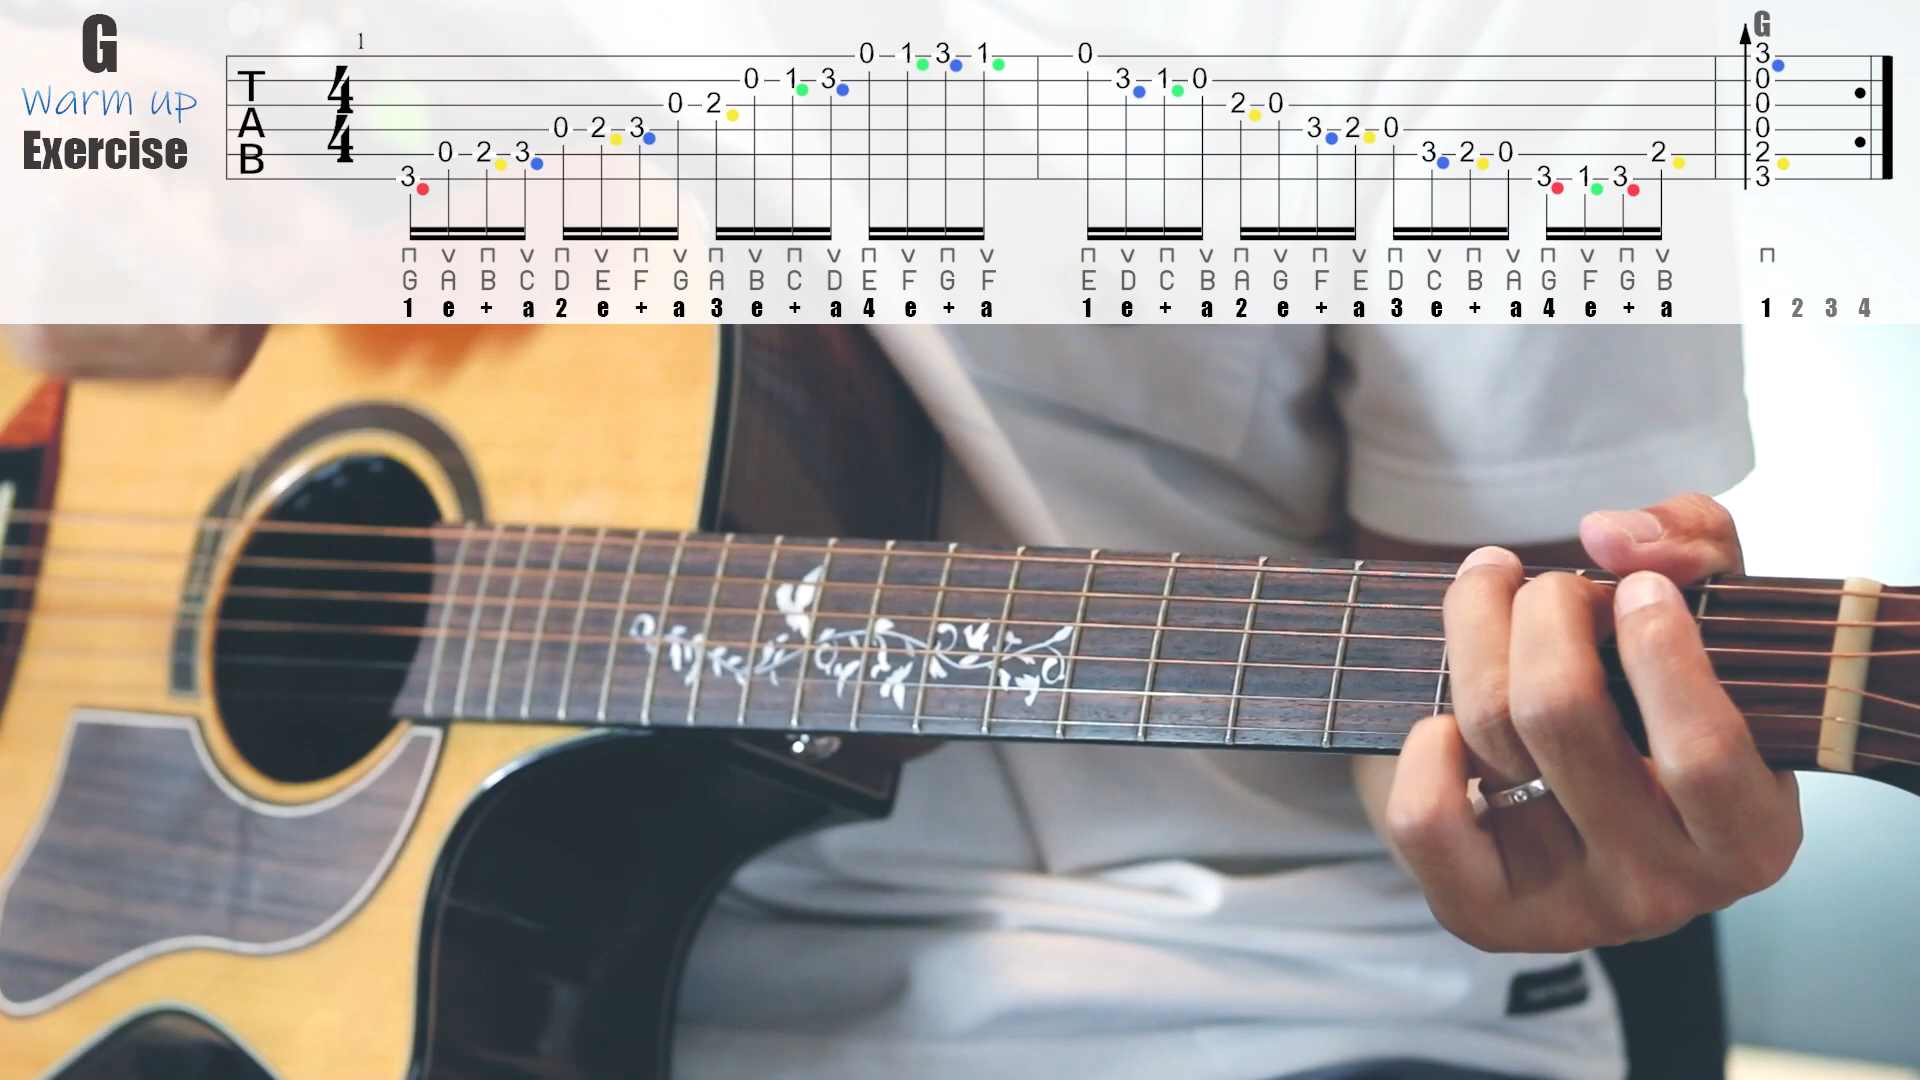 G
Warm up
Exercise
1
G
T
A
B
4
4
0 1 3 1 0 3
0 1 3 3 1 0 0
0 2 2 0 0
0 2 3 3 2 0 0
0 2 3 3 2 0 2 2
3 3 1 3 3
G A B C D E F G A B C D E F G F E D C B A G F E D C B A G F G B
1 e + a 2 e + a 3 e + a 4 e + a 1 e + a 2 e + a 3 e + a 4 e + a 1 2 3 4